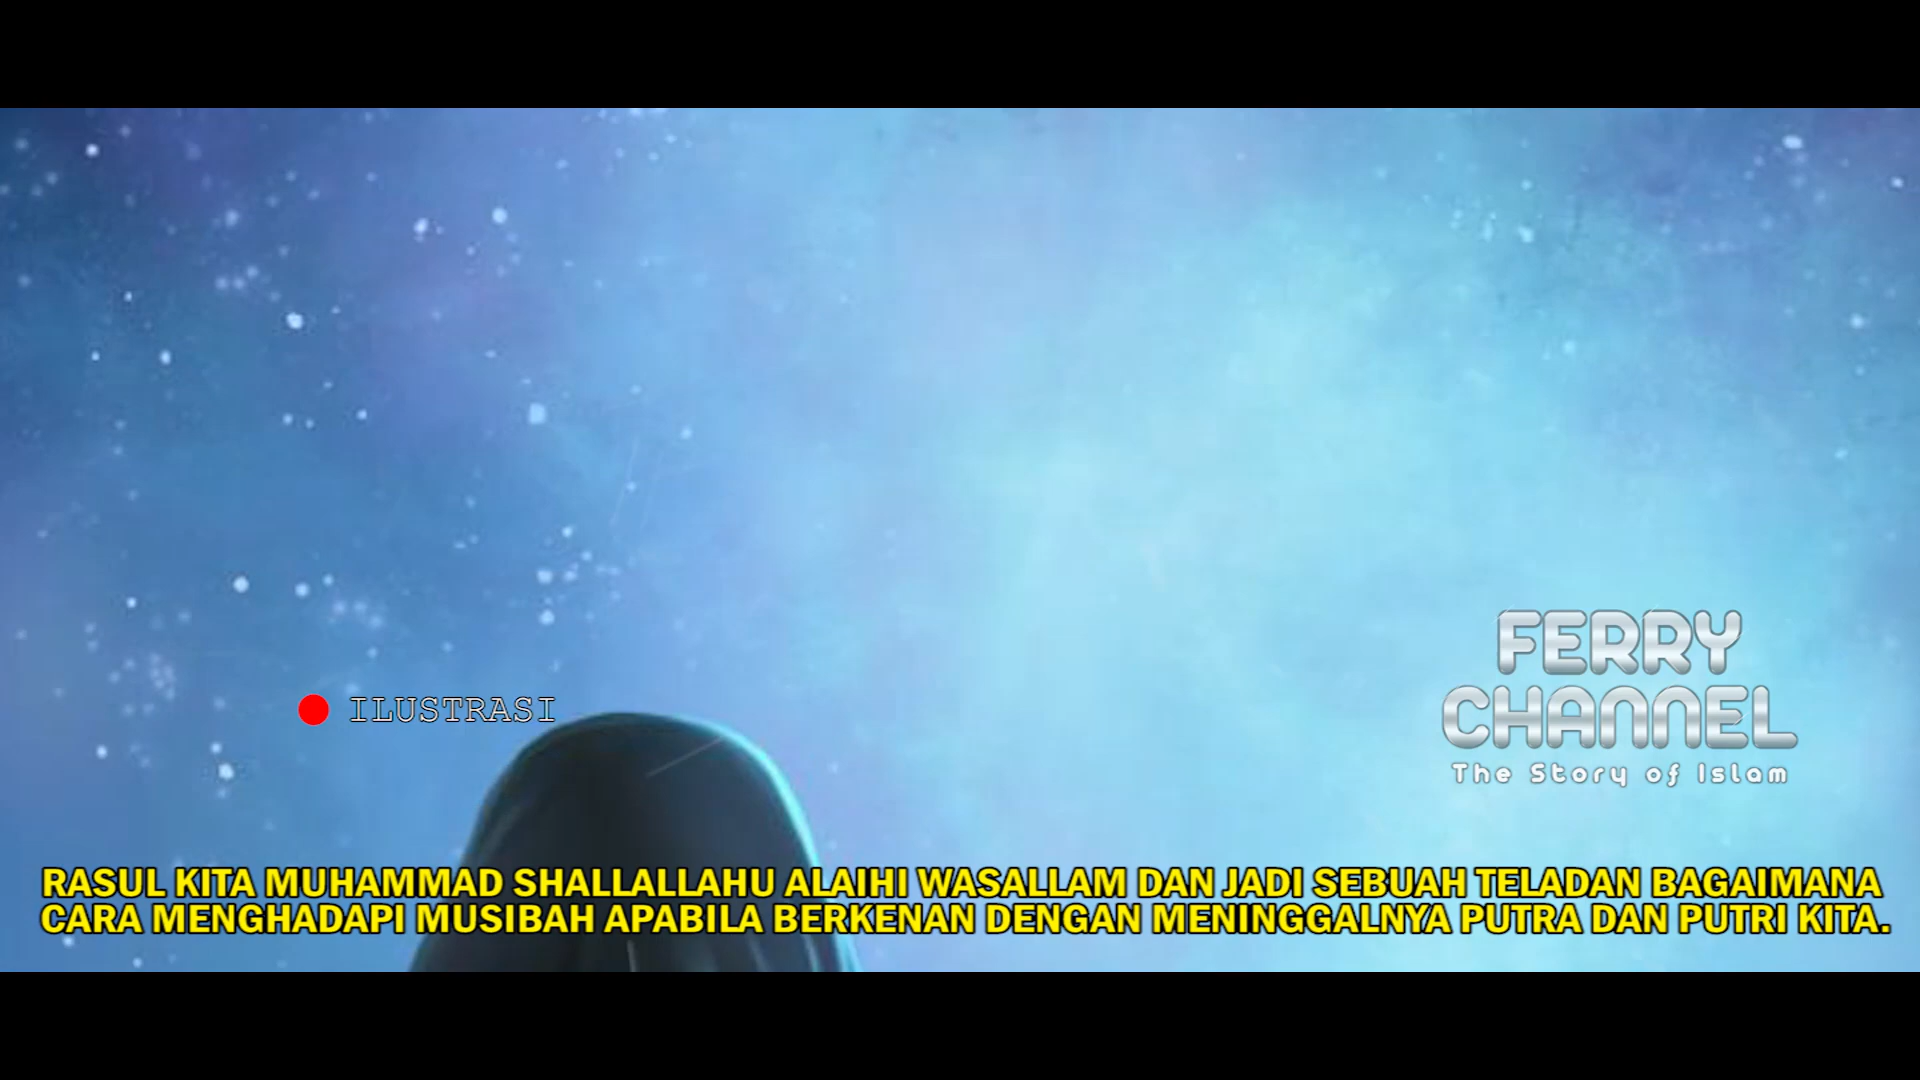 FERRY
CHANNEL
The Story of Islam
ILUSTRASI
RASUL KITA MUHAMMAD SHALLALLAHU ALAIHI WASALLAM DAN JADI SEBUAH TELADAN BAGAIMANA
CARA MENGHADAPI MUSIBAH APABILA BERKENAN DENGAN MENINGGALNYA PUTRA DAN PUTRI KITA.